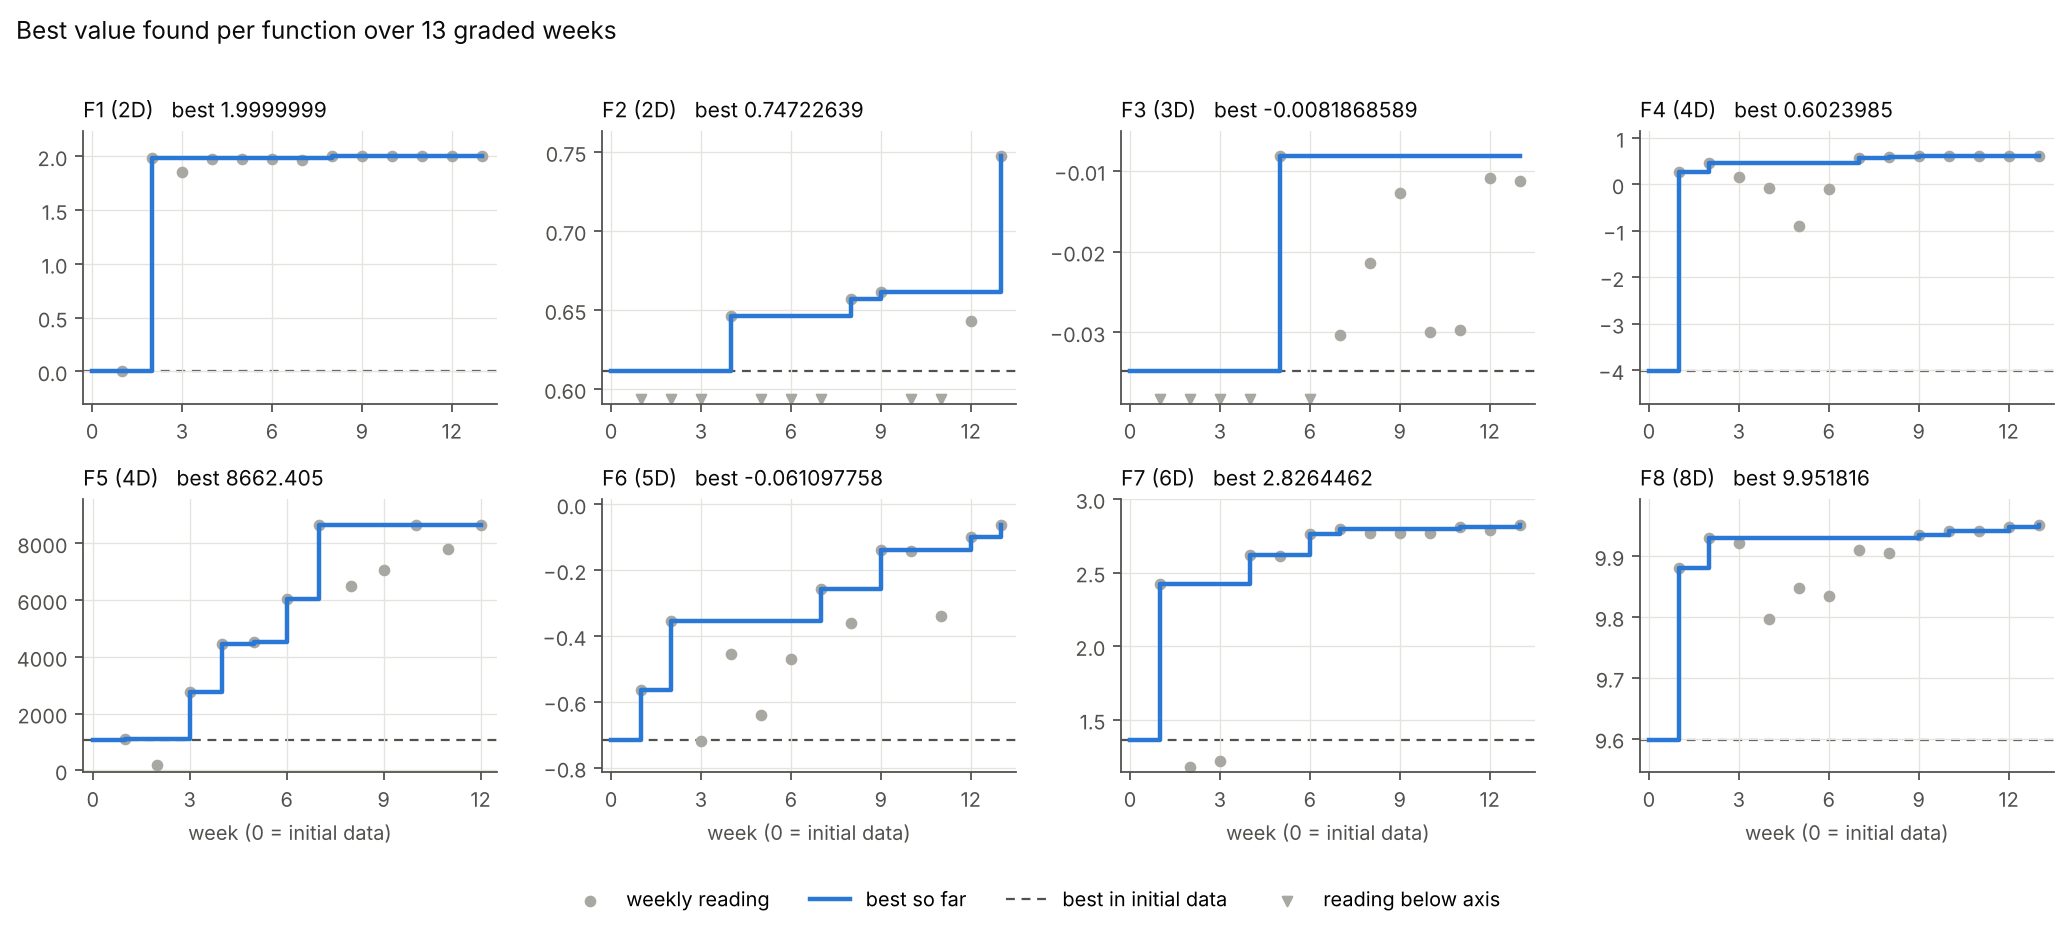 Best value found per function over 13 graded weeks
F1 (2D) best 1.9999999
2.0
1.5
1.0
0.5
0.0
0 3 6 9 12
F2 (2D) best 0.74722639
0.75
0.70
0.65
0.60
0 3 6 9 12
F3 (3D) best -0.0081868589
−0.01
−0.02
−0.03
0 3 6 9 12
F4 (4D) best 0.6023985
1
0
−1
−2
−3
−4
0 3 6 9 12
F5 (4D) best 8662.405
8000
6000
4000
2000
0
0 3 6 9 12
week (0 = initial data)
F6 (5D) best -0.061097758
0.0
−0.2
−0.4
−0.6
−0.8
0 3 6 9 12
week (0 = initial data)
F7 (6D) best 2.8264462
3.0
2.5
2.0
1.5
0 3 6 9 12
week (0 = initial data)
F8 (8D) best 9.951816
9.9
9.8
9.7
9.6
0 3 6 9 12
week (0 = initial data)
weekly reading best so far best in initial data reading below axis